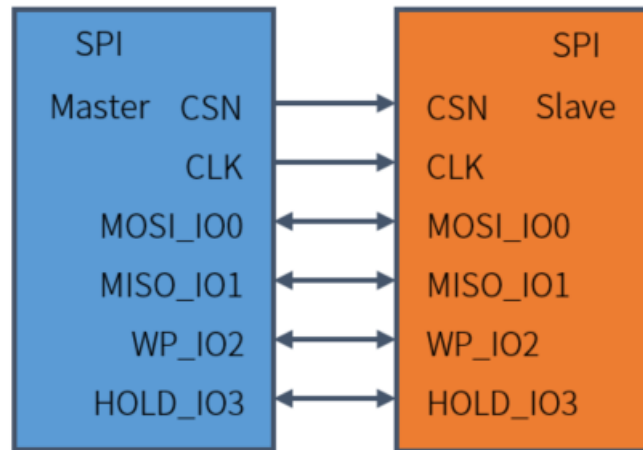 SPI
Master
CSN
CLK
MOSI_IO0
MISO_IO1
WP_IO2
HOLD_IO3
SPI
CSN
Slave
CLK
MOSI_IO0
MISO_IO1
WP_IO2
HOLD_IO3